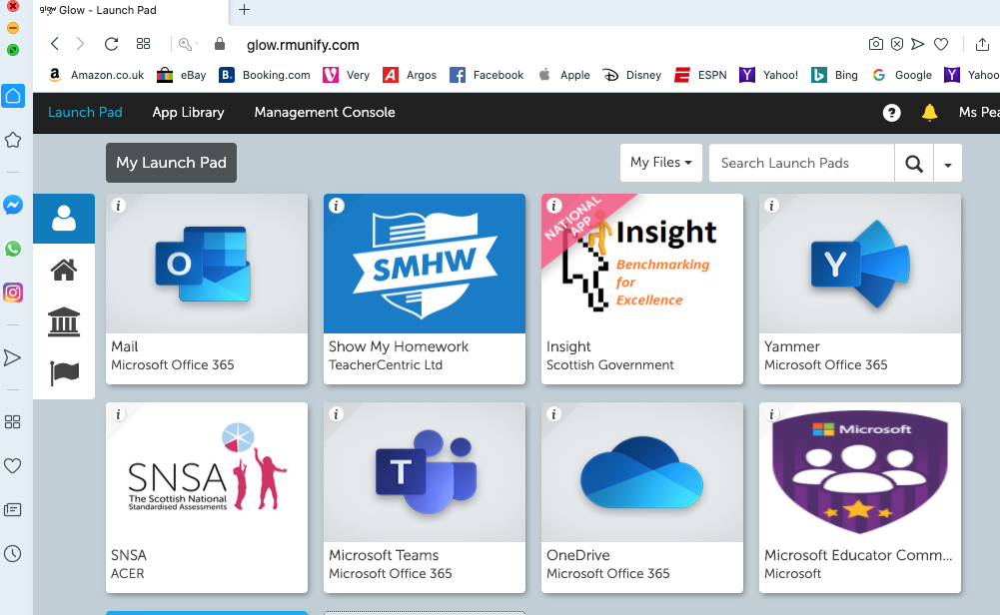 glow Glow - Launch Pad
glow.rmunify.com
Amazon.co.uk eBay Booking.com Very Argos Facebook Apple Disney ESPN Yahoo! Bing Google Yahoo
Launch Pad App Library Management Console Ms Pea
My Launch Pad
My Files
Search Launch Pads
O
Mail
Microsoft Office 365
SMHW
Show My Homework
TeacherCentric Ltd
NATIONAL
APP
Insight
Benchmarking
for
Excellence
Insight
Scottish Government
Y
Yammer
Microsoft Office 365
SNSA
The Scottish National
Standardised Assessments
SNSA
ACER
T
Microsoft Teams
Microsoft Office 365
OneDrive
Microsoft Office 365
Microsoft
Microsoft Educator Comm...
Microsoft